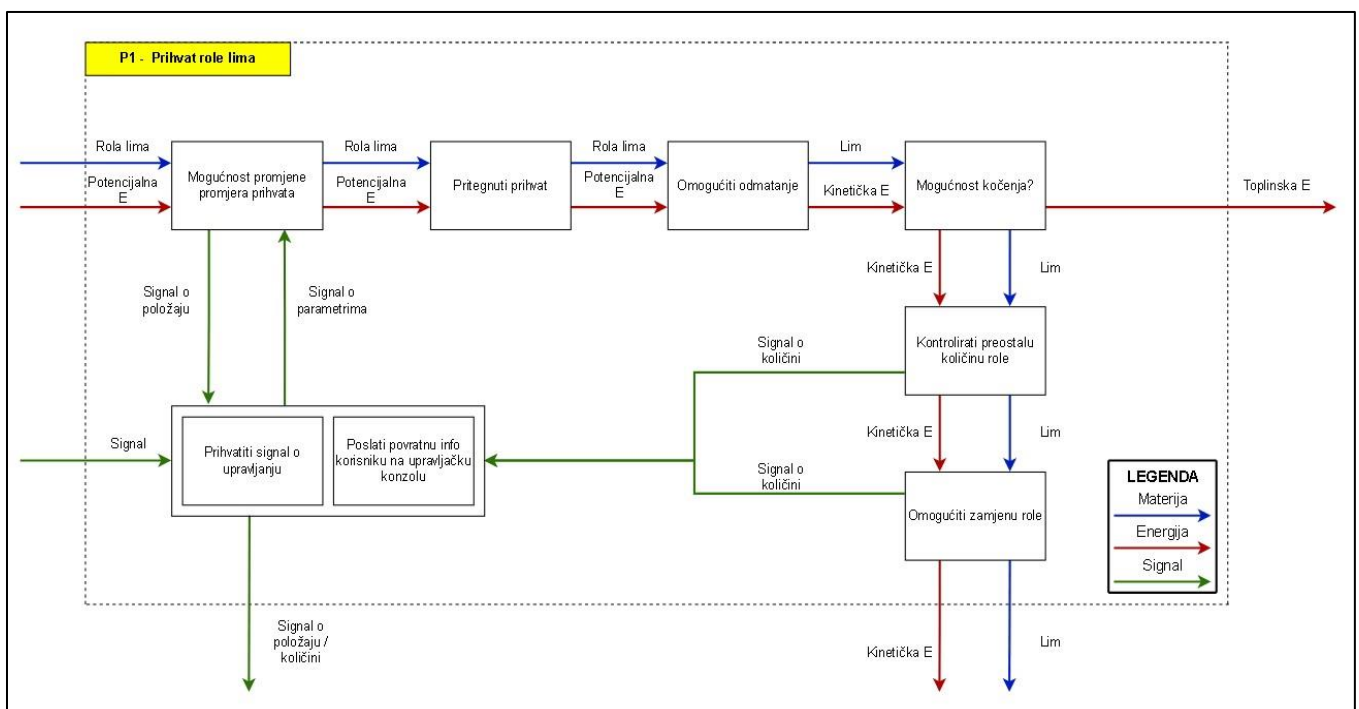 P1 - Prihvat role lima
Rola lima
Potencijalna
E
Mogućnost promjene
promjera prihvata
Rola lima
Potencijalna
E
Pritegnuti prihvat
Rola lima
Potencijalna
E
Omogućiti odmatanje
Lim
Kinetička E
Mogućnost kočenja?
Toplinska E
Signal o
položaju
Signal o
parametrima
Kinetička E
Lim
Signal o
količini
Kontrolirati preostalu
količinu role
Signal
Prihvatiti signal o
upravljanju
Poslati povratnu info
korisniku na upravljačku
konzolu
Kinetička E
Lim
Signal o
količini
Omogućiti zamjenu role
LEGENDA
Materija
Energija
Signal
Signal o
položaju /
količini
Kinetička E
Lim